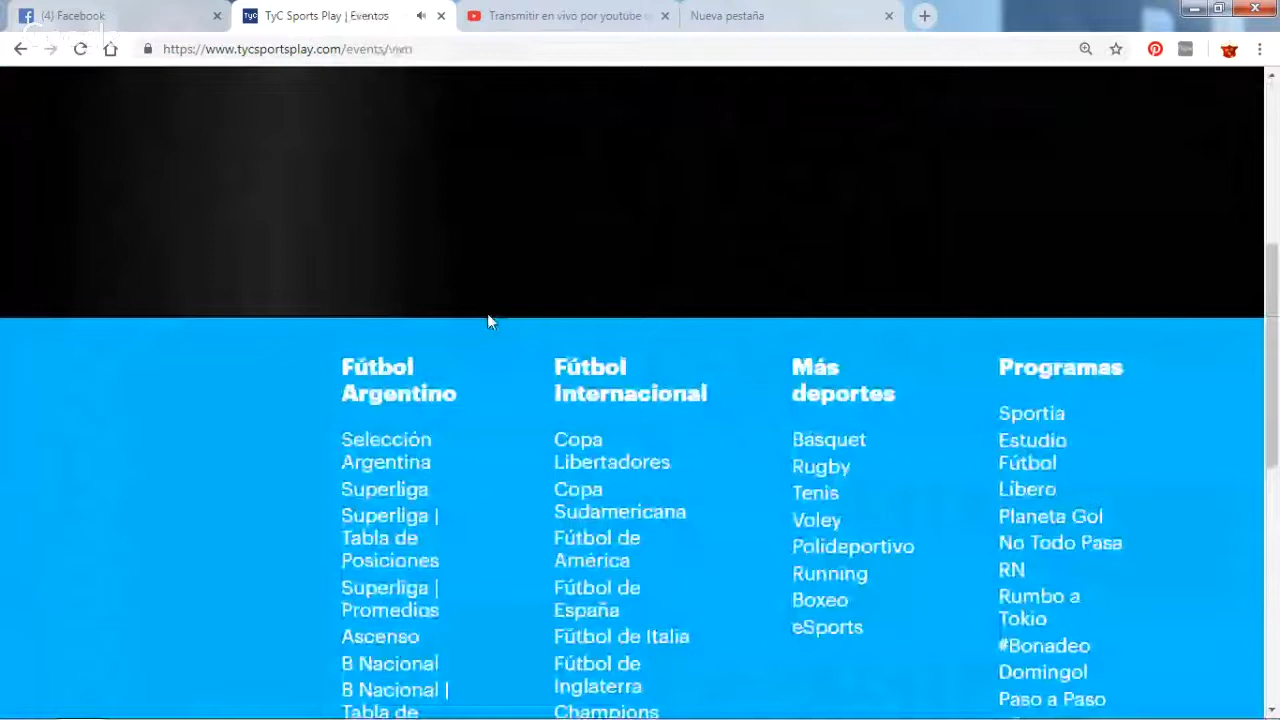 (4) Facebook
TyC TyC Sports Play | Eventos
Transmitir en vivo por youtube
Nueva pestaña
https://www.tycsportsplay.com/events/vivo
Fútbol
Argentino
Selección
Argentina
Superliga
Superliga |
Tabla de
Posiciones
Superliga |
Promedios
Ascenso
B Nacional
B Nacional |
Tabla de
Fútbol
Internacional
Copa
Libertadores
Copa
Sudamericana
Fútbol de
América
Fútbol de
España
Fútbol de Italia
Fútbol de
Inglaterra
Champions
Más
deportes
Básquet
Rugby
Tenis
Voley
Polideportivo
Running
Boxeo
eSports
Programas
Sportia
Estudio
Fútbol
Líbero
Planeta Gol
No Todo Pasa
RN
Rumbo a
Tokio
#Bonadeo
Domingol
Paso a Paso